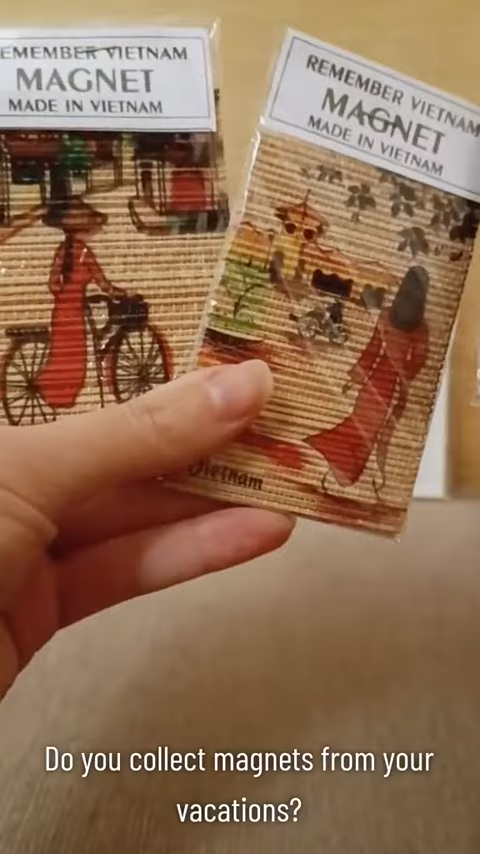 EMEMBER VIETNAM
MAGNET
MADE IN VIETNAM
REMEMBER VIETNAM
MAGNET
MADE IN VIETNAM
Vietnam
Do you collect magnets from your
vacations?